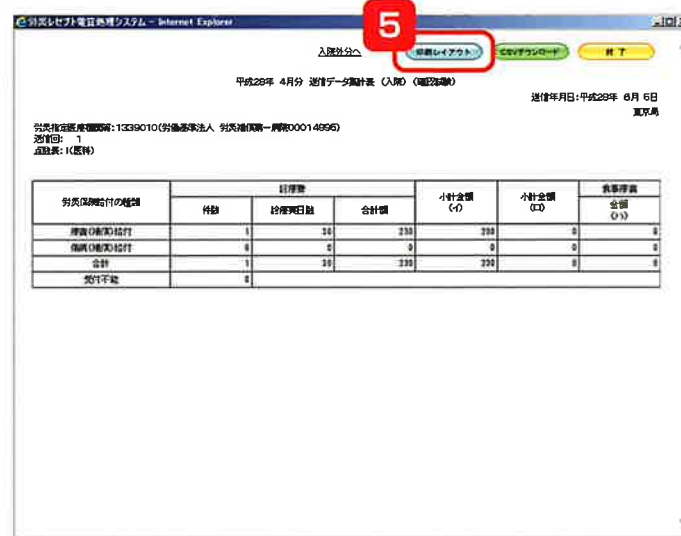 労災レセプト電算処理システム - Internet Explorer
5
入院外分へ 印刷レイアウト CSVダウンロード 終了
平成28年 4月分 送信データ集計表 (入院) (確認試験)
送信年月日:平成28年 6月 6日
東京局
労災指定医療機関等:1339010(労働基準法人 労災補償第一病院00014995)
送信回: 1
点数表:1(医科)
労災保険給付の種類 診療費 小計金額 (イ) 小計金額 (ロ) 食事療養
件数 診療実日数 合計額 金額 (ハ)
療養(補償)給付 1 30 230 230 0 0
傷病(補償)給付 0 0 0 0 0 0
合計 1 30 230 230 0 0
受付不能 0